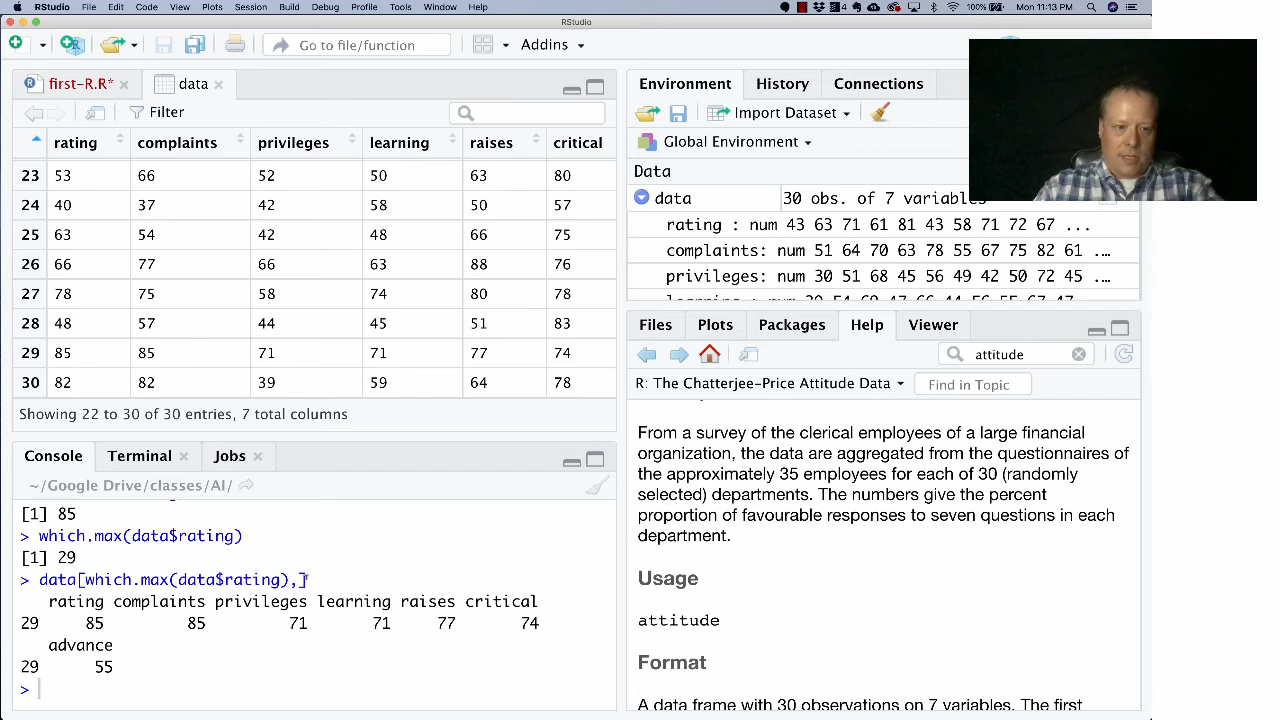 RStudio File Edit Code View Plots Session Build Debug Profile Tools Window Help 100% Mon 11:13 PM
RStudio
Go to file/function Addins
first-R.R* data
Filter
rating complaints privileges learning raises critical
23 53 66 52 50 63 80
24 40 37 42 58 50 57
25 63 54 42 48 66 75
26 66 77 66 63 88 76
27 78 75 58 74 80 78
28 48 57 44 45 51 83
29 85 85 71 71 77 74
30 82 82 39 59 64 78
Showing 22 to 30 of 30 entries, 7 total columns
Console Terminal Jobs
~/Google Drive/classes/AI/
[1] 85
> which.max(data$rating)
[1] 29
> data[which.max(data$rating),]
rating complaints privileges learning raises critical
29 85 85 71 71 77 74
advance
29 55
>
Environment History Connections
Import Dataset
Global Environment
Data
data 30 obs. of 7 variables
rating : num 43 63 71 61 81 43 58 71 72 67 ...
complaints: num 51 64 70 63 78 55 67 75 82 61 ...
privileges: num 30 51 68 45 56 49 42 50 72 45 ...
Files Plots Packages Help Viewer
attitude
R: The Chatterjee-Price Attitude Data Find in Topic
From a survey of the clerical employees of a large financial
organization, the data are aggregated from the questionnaires of
the approximately 35 employees for each of 30 (randomly
selected) departments. The numbers give the percent
proportion of favourable responses to seven questions in each
department.
Usage
attitude
Format
A data frame with 30 observations on 7 variables. The first